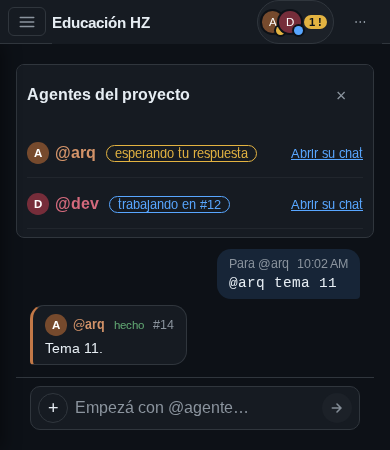 Educación HZ
A D 1 !
Agentes del proyecto
A @arq esperando tu respuesta Abrir su chat
D @dev trabajando en #12 Abrir su chat
Para @arq 10:02 AM
@arq tema 11
A @arq hecho #14
Tema 11.
Empezá con @agente…